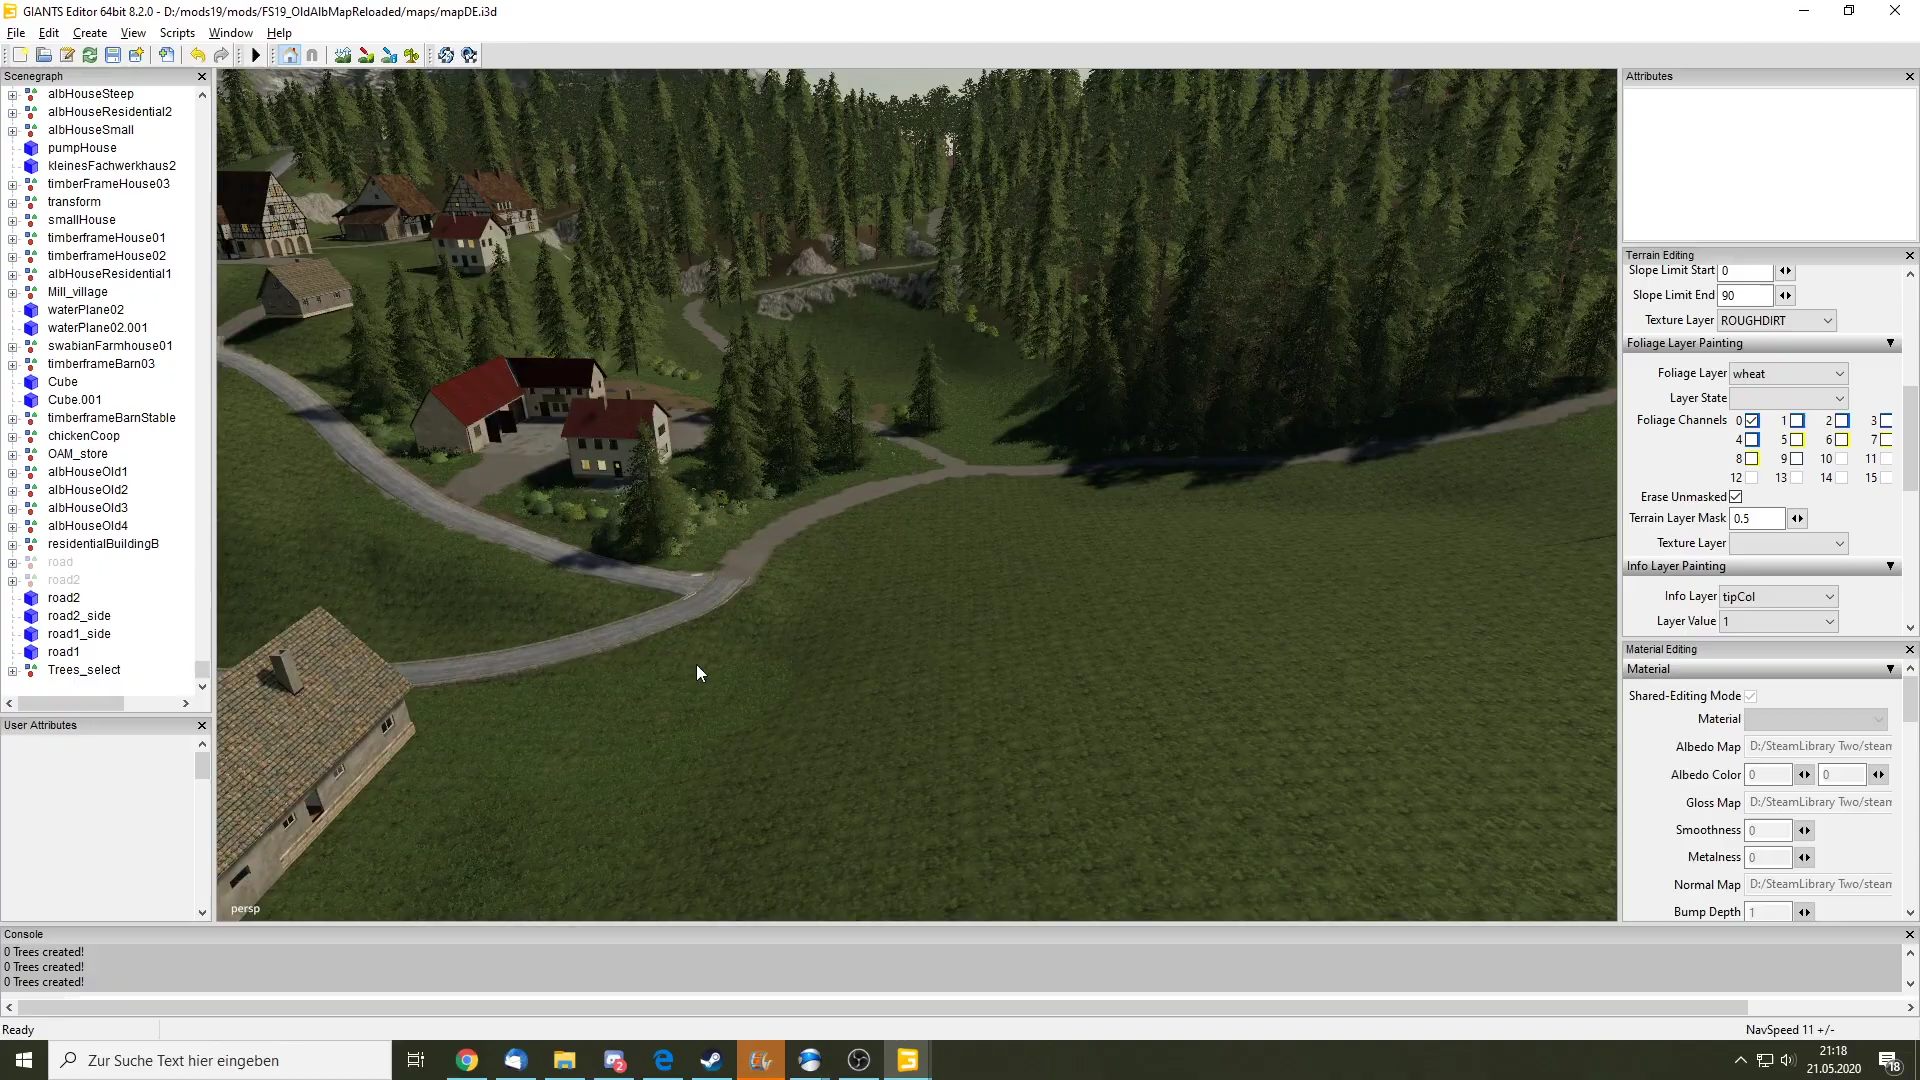 GIANTS Editor 64bit 8.2.0 - D:/mods19/mods/FS19_OldAlbMapReloaded/maps/mapDE.i3d
File Edit Create View Scripts Window Help
Scenegraph
albHouseSteep
albHouseResidential2
albHouseSmall
pumpHouse
kleinesFachwerkhaus2
timberFrameHouse03
transform
smallHouse
timberframeHouse01
timberframeHouse02
albHouseResidential1
Mill_village
waterPlane02
waterPlane02.001
swabianFarmhouse01
timberframeBarn03
Cube
Cube.001
timberframeBarnStable
chickenCoop
OAM_store
albHouseOld1
albHouseOld2
albHouseOld3
albHouseOld4
residentialBuildingB
road
road2
road2
road2_side
road1_side
road1
Trees_select
User Attributes
persp
Attributes
Terrain Editing
Slope Limit Start 0
Slope Limit End 90
Texture Layer ROUGHDIRT
Foliage Layer Painting
Foliage Layer wheat
Layer State
Foliage Channels 0 1 2 3
4 5 6 7
8 9 10 11
12 13 14 15
Erase Unmasked
Terrain Layer Mask 0.5
Texture Layer
Info Layer Painting
Info Layer tipCol
Layer Value 1
Material Editing
Material
Shared-Editing Mode
Material
Albedo Map D:/SteamLibrary Two/steam
Albedo Color 0 0
Gloss Map D:/SteamLibrary Two/steam
Smoothness 0
Metalness 0
Normal Map D:/SteamLibrary Two/steam
Bump Depth 1
Console
0 Trees created!
0 Trees created!
0 Trees created!
Ready
NavSpeed 11 +/-
Zur Suche Text hier eingeben
2
21:18
21.05.2020
18